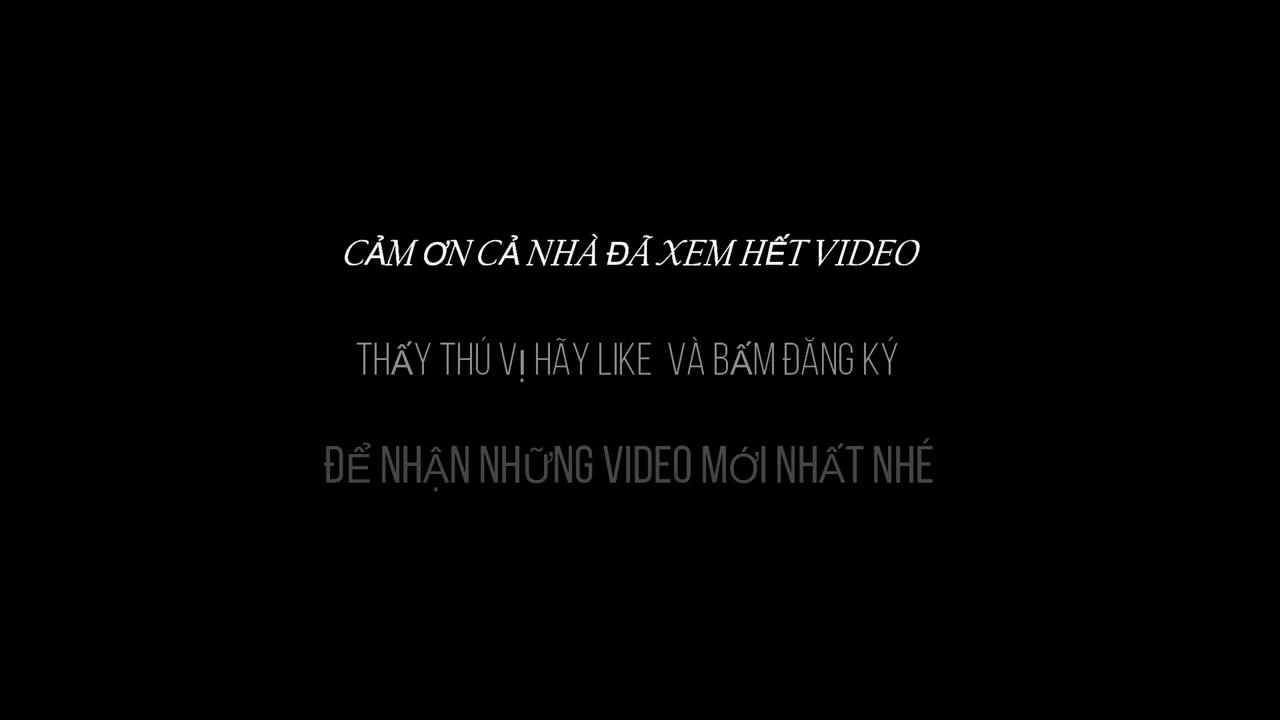 CẢM ƠN CẢ NHÀ ĐÃ XEM HẾT VIDEO
THẤY THÚ VỊ HÃY LIKE VÀ BẤM ĐĂNG KÝ
ĐỂ NHẬN NHỮNG VIDEO MỚI NHẤT NHÉ